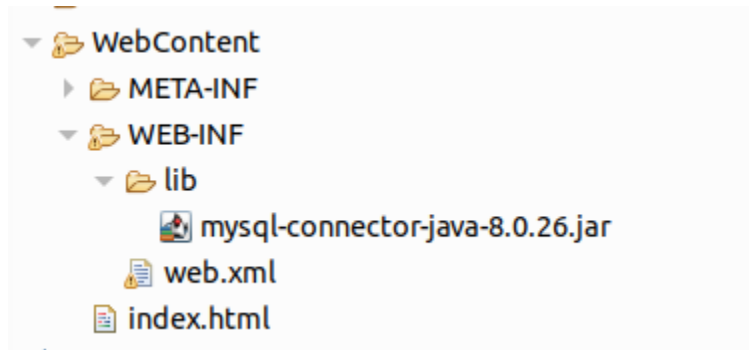 WebContent
META-INF
WEB-INF
lib
mysql-connector-java-8.0.26.jar
web.xml
index.html